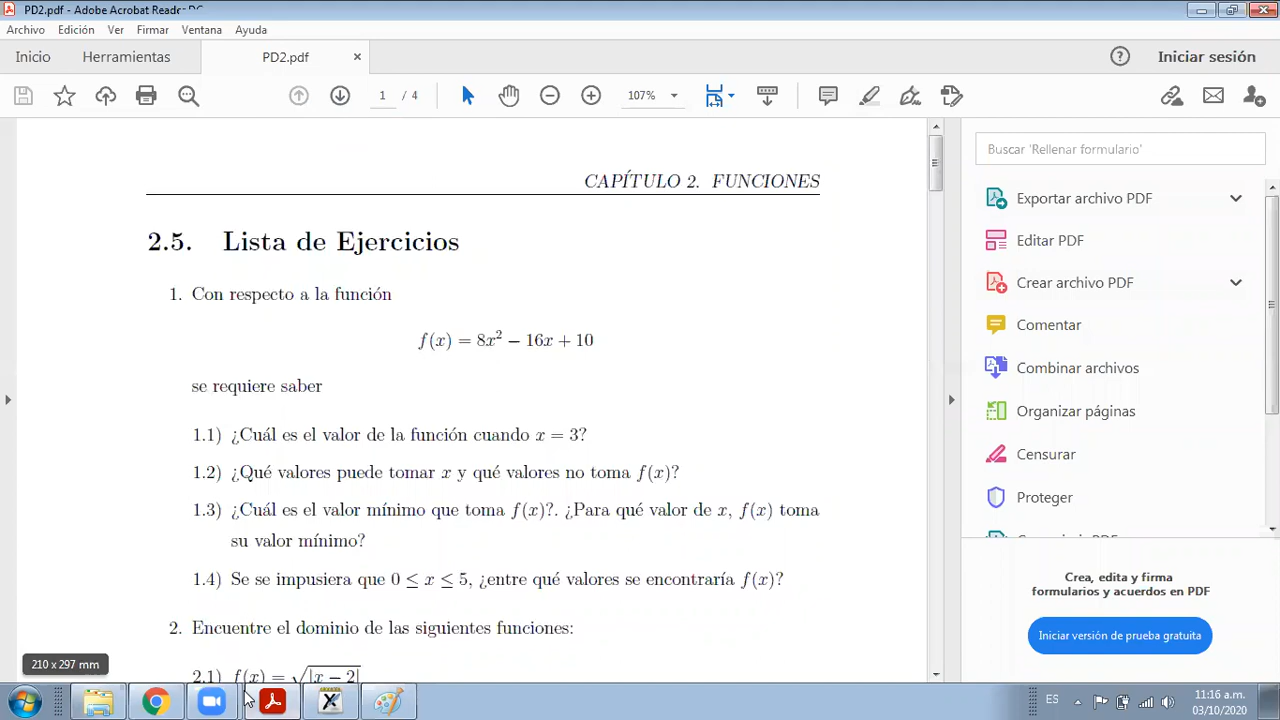 PD2.pdf - Adobe Acrobat Reader DC
Archivo Edición Ver Firmar Ventana Ayuda
Inicio Herramientas PD2.pdf × Iniciar sesión
1 / 4 107%
Buscar 'Rellenar formulario'
Exportar archivo PDF
Editar PDF
Crear archivo PDF
Comentar
Combinar archivos
Organizar páginas
Censurar
Proteger
Crea, edita y firma
formularios y acuerdos en PDF
Iniciar versión de prueba gratuita
CAPÍTULO 2. FUNCIONES
2.5. Lista de Ejercicios
1. Con respecto a la función
f(x) = 8x² − 16x + 10
se requiere saber
1.1) ¿Cuál es el valor de la función cuando x = 3?
1.2) ¿Qué valores puede tomar x y qué valores no toma f(x)?
1.3) ¿Cuál es el valor mínimo que toma f(x)?. ¿Para qué valor de x, f(x) toma
su valor mínimo?
1.4) Se se impusiera que 0 ≤ x ≤ 5, ¿entre qué valores se encontraría f(x)?
2. Encuentre el dominio de las siguientes funciones:
2.1) f(x) = √|x − 2|
210 x 297 mm
ES
11:16 a.m.
03/10/2020